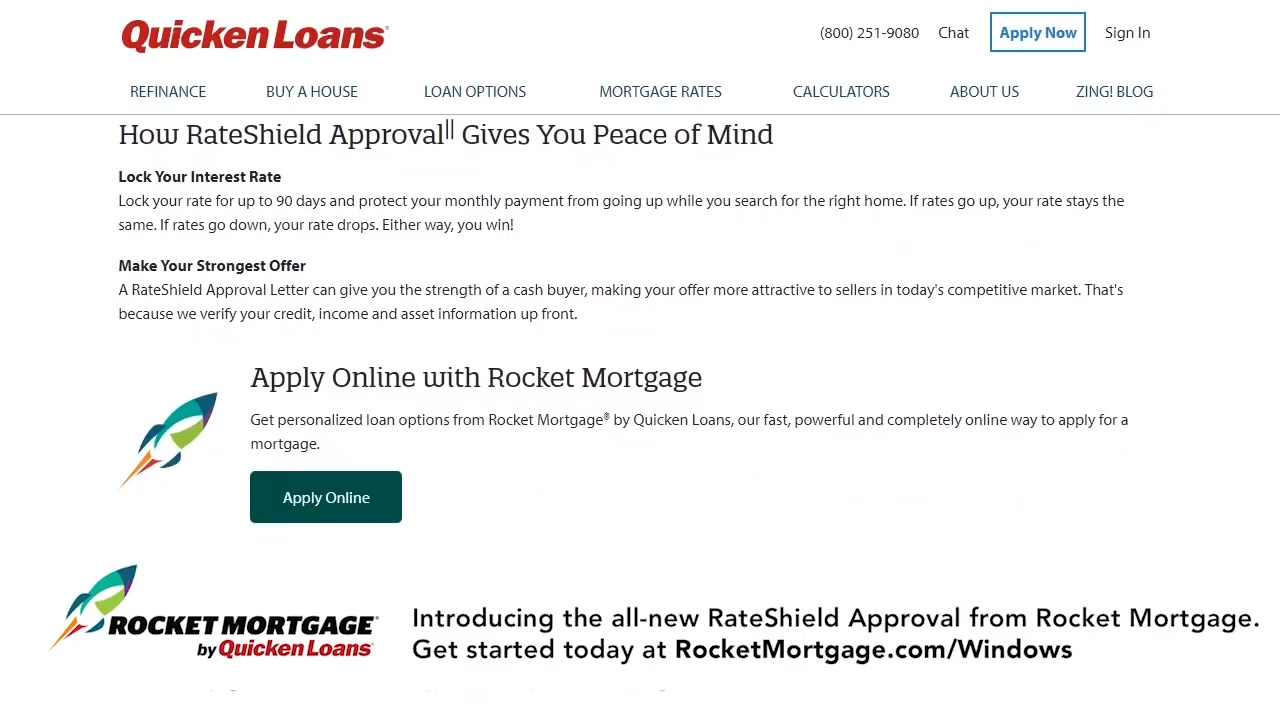 Quicken Loans®
(800) 251-9080 Chat Apply Now Sign In
REFINANCE BUY A HOUSE LOAN OPTIONS MORTGAGE RATES CALCULATORS ABOUT US ZING! BLOG
How RateShield Approval|| Gives You Peace of Mind
Lock Your Interest Rate
Lock your rate for up to 90 days and protect your monthly payment from going up while you search for the right home. If rates go up, your rate stays the
same. If rates go down, your rate drops. Either way, you win!
Make Your Strongest Offer
A RateShield Approval Letter can give you the strength of a cash buyer, making your offer more attractive to sellers in today's competitive market. That's
because we verify your credit, income and asset information up front.
Apply Online with Rocket Mortgage
Get personalized loan options from Rocket Mortgage® by Quicken Loans, our fast, powerful and completely online way to apply for a
mortgage.
Apply Online
ROCKET MORTGAGE®
by Quicken Loans®
Introducing the all-new RateShield Approval from Rocket Mortgage.
Get started today at RocketMortgage.com/Windows